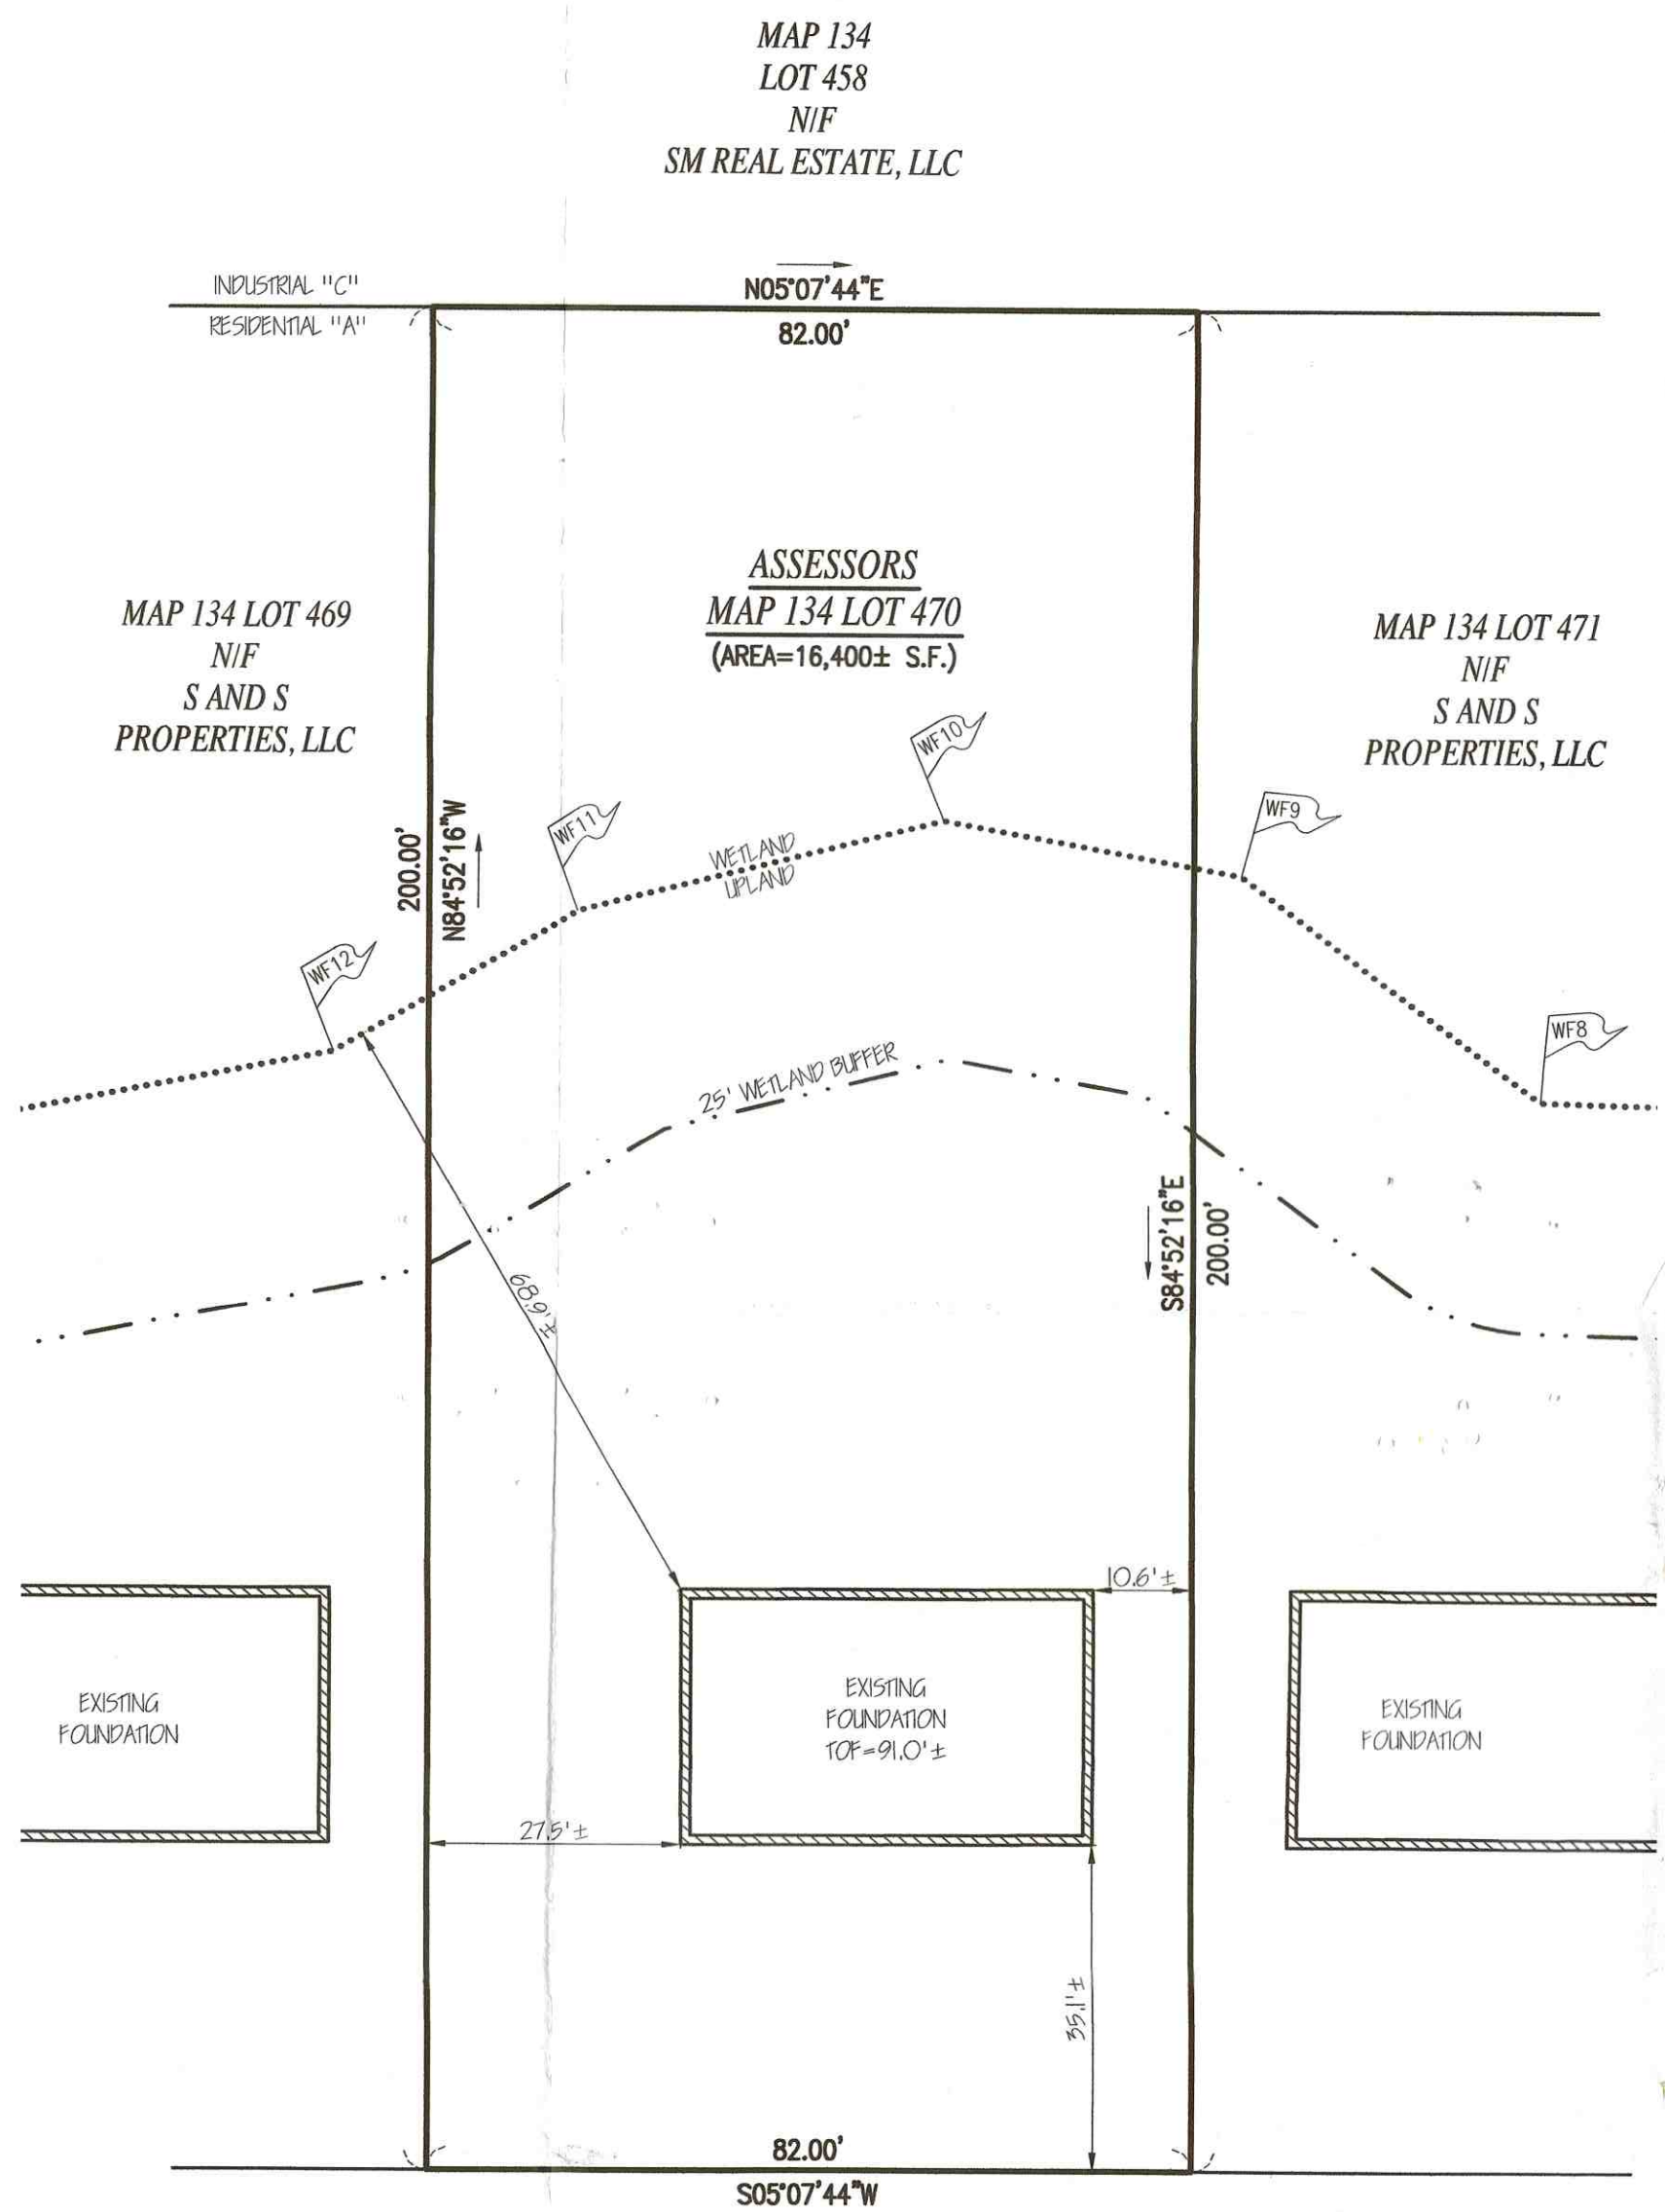 MAP 134
LOT 458
N/F
SM REAL ESTATE, LLC
INDUSTRIAL "C"
RESIDENTIAL "A"
N05°07'44"E
82.00'
ASSESSORS
MAP 134 LOT 470
(AREA=16,400± S.F.)
MAP 134 LOT 469
N/F
S AND S
PROPERTIES, LLC
MAP 134 LOT 471
N/F
S AND S
PROPERTIES, LLC
WF10
WF9
WF11
WETLAND
UPLAND
200.00'
N84°52'16"W
WF12
WF8
25' WETLAND BUFFER
S84°52'16"E
200.00'
68.9'±
10.6'±
EXISTING
FOUNDATION
EXISTING
FOUNDATION
TOF=91.0'±
EXISTING
FOUNDATION
27.5'±
35.1'±
82.00'
S05°07'44"W